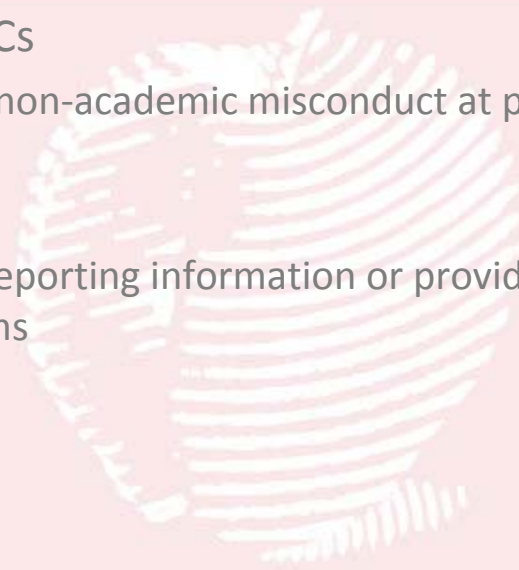 Cs
non-academic misconduct at p
eporting information or provid
ns